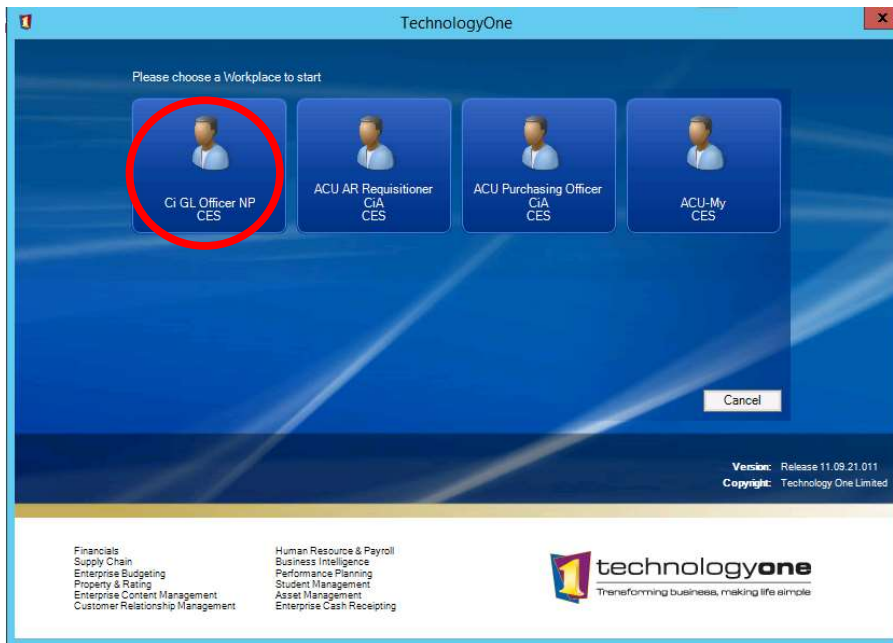 TechnologyOne
x
Please choose a Workplace to start
Ci GL Officer NP
CES
ACU AR Requisitioner
CiA
CES
ACU Purchasing Officer
CiA
CES
ACU-My
CES
Cancel
Version: Release 11.09.21.011
Copyright: Technology One Limited
Financials
Supply Chain
Enterprise Budgeting
Property & Rating
Enterprise Content Management
Customer Relationship Management
Human Resource & Payroll
Business Intelligence
Performance Planning
Student Management
Asset Management
Enterprise Cash Receipting
technologyone
Transforming business, making life simple